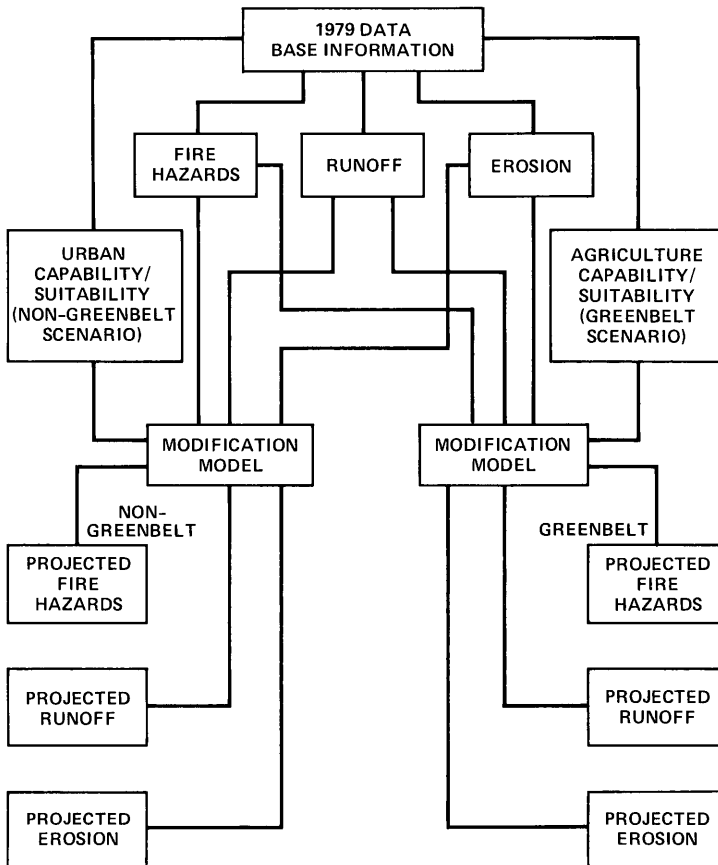 1979 DATA
BASE INFORMATION
FIRE
HAZARDS
RUNOFF
EROSION
URBAN
CAPABILITY/
SUITABILITY
(NON-GREENBELT
SCENARIO)
AGRICULTURE
CAPABILITY/
SUITABILITY
(GREENBELT
SCENARIO)
MODIFICATION
MODEL
MODIFICATION
MODEL
NON-
GREENBELT
GREENBELT
PROJECTED
FIRE
HAZARDS
PROJECTED
FIRE
HAZARDS
PROJECTED
RUNOFF
PROJECTED
RUNOFF
PROJECTED
EROSION
PROJECTED
EROSION